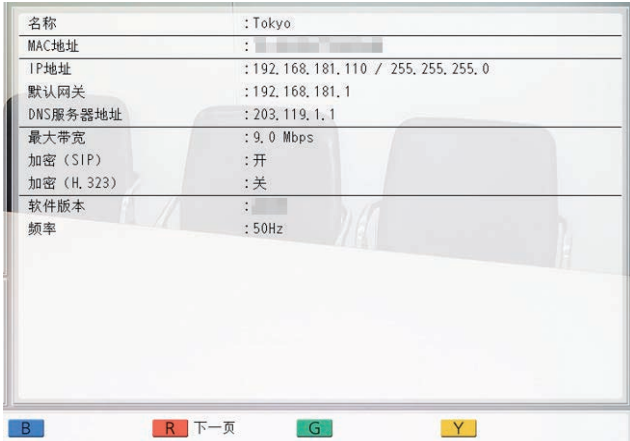 名称 :Tokyo
MAC地址 :
IP地址 :192.168.181.110 / 255.255.255.0
默认网关 :192.168.181.1
DNS服务器地址 :203.119.1.1
最大带宽 :9.0 Mbps
加密（SIP） :开
加密（H.323） :关
软件版本 :
频率 :50Hz
B R 下一页 G Y